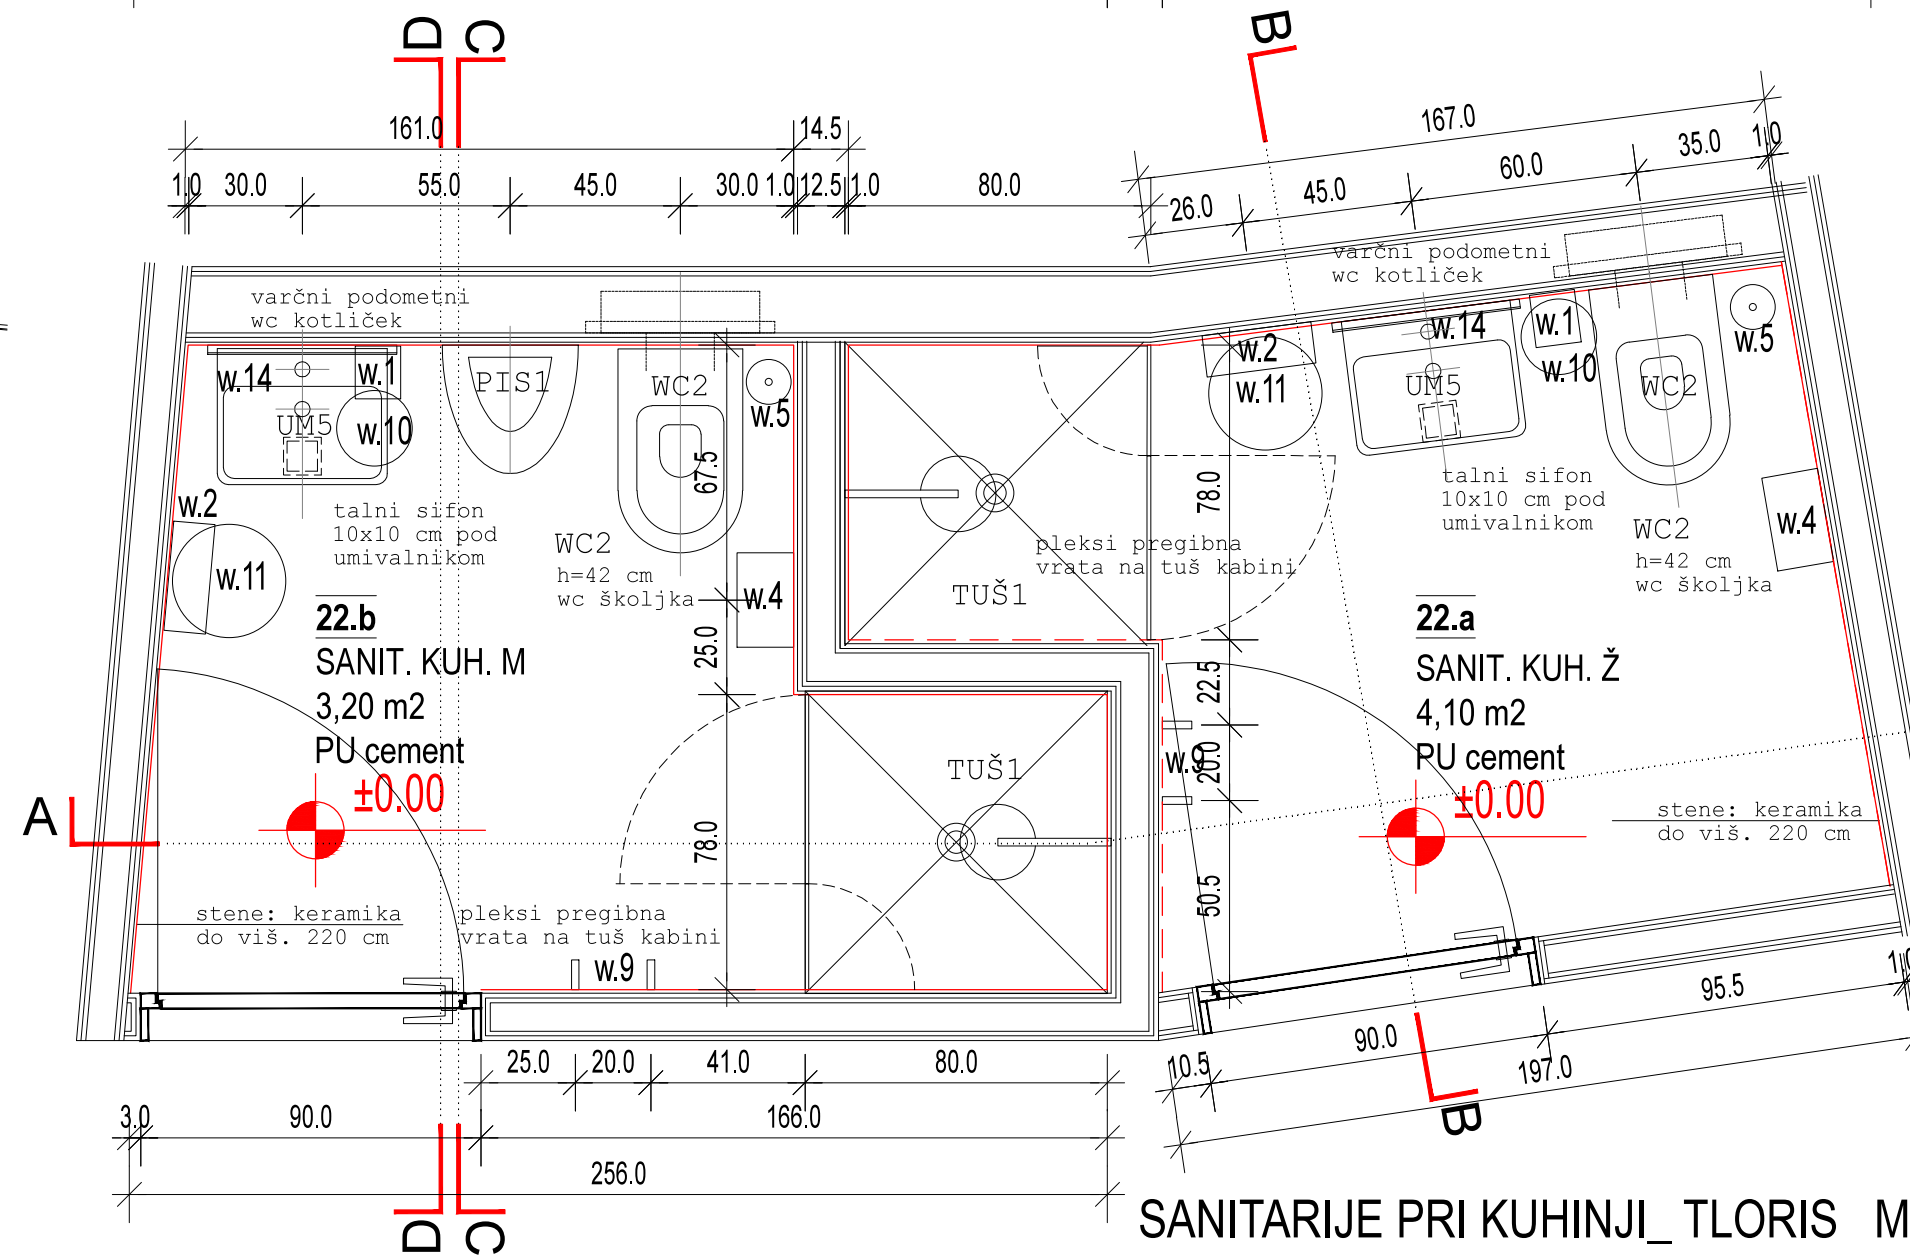 D C
B
161.0
14.5
167.0
1.0 30.0 55.0 45.0 30.0 1.0 12.5 1.0 80.0
26.0 45.0 60.0 35.0 1.0
varčni podometni
wc kotliček
varčni podometni
wc kotliček
w.14
w.1
UM5
w.10
PIS1
WC2
w.5
w.2
w.11
w.14
UM5
w.1
w.10
WC2
w.5
w.2
w.11
talni sifon
10x10 cm pod
umivalnikom
67.5
WC2
h=42 cm
wc školjka
w.4
25.0
78.0
pleksi pregibna
vrata na tuš kabini
TUŠ1
78.0
22.5
20.0
50.5
w.9
talni sifon
10x10 cm pod
umivalnikom
WC2
h=42 cm
wc školjka
w.4
22.b
SANIT. KUH. M
3,20 m2
PU cement
±0.00
22.a
SANIT. KUH. Ž
4,10 m2
PU cement
±0.00
TUŠ1
A
stene: keramika
do viš. 220 cm
pleksi pregibna
vrata na tuš kabini
w.9
stene: keramika
do viš. 220 cm
25.0 20.0 41.0 80.0
3.0 90.0 166.0
256.0
10.5 90.0 95.5 1.0
197.0
B
D C
SANITARIJE PRI KUHINJI_ TLORIS M